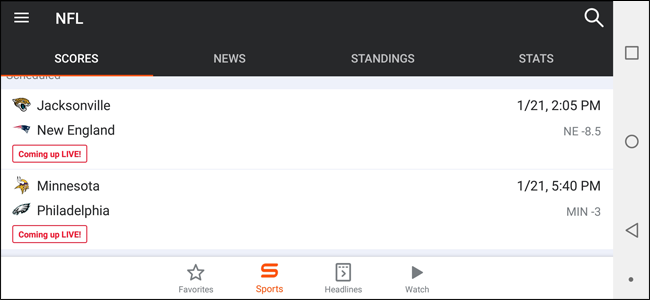 NFL
SCORES NEWS STANDINGS STATS
Scheduled
Jacksonville 1/21, 2:05 PM
New England NE -8.5
Coming up LIVE!
Minnesota 1/21, 5:40 PM
Philadelphia MIN -3
Coming up LIVE!
Favorites Sports Headlines Watch